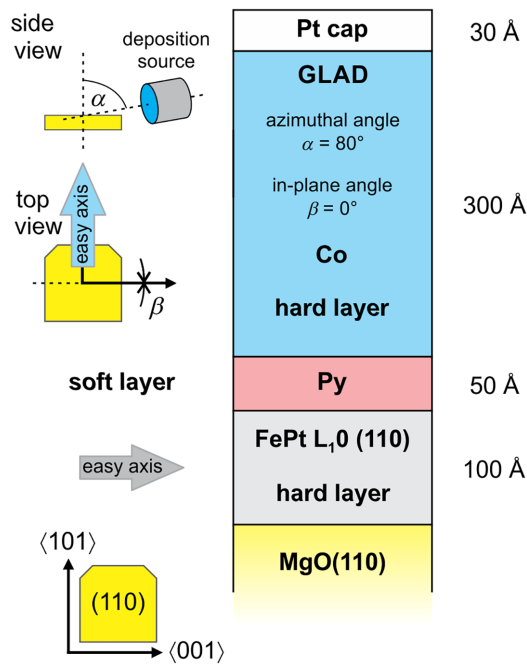 side
view
deposition
source
α
top
view
easy axis
β
soft layer
easy axis
⟨101⟩
(110)
⟨001⟩
Pt cap
30 Å
GLAD
azimuthal angle
α = 80°
in-plane angle
β = 0°
Co
hard layer
300 Å
Py
50 Å
FePt L₁0 (110)
hard layer
100 Å
MgO(110)